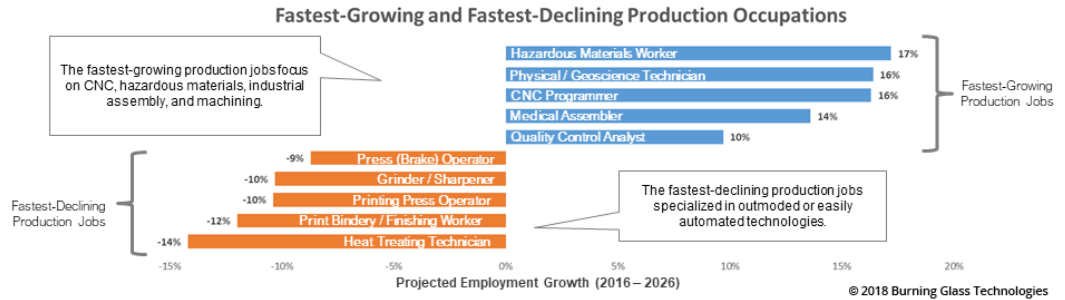 Fastest-Growing and Fastest-Declining Production Occupations
The fastest-growing production jobs focus
on CNC, hazardous materials, industrial
assembly, and machining.
Hazardous Materials Worker 17%
Physical / Geoscience Technician 16%
CNC Programmer 16%
Medical Assembler 14%
Quality Control Analyst 10%
Fastest-Growing
Production Jobs
-9% Press (Brake) Operator
-10% Grinder / Sharpener
-10% Printing Press Operator
-12% Print Bindery / Finishing Worker
-14% Heat Treating Technician
Fastest-Declining
Production Jobs
The fastest-declining production jobs
specialized in outmoded or easily
automated technologies.
-15% -10% -5% 0% 5% 10% 15% 20%
Projected Employment Growth (2016 – 2026)
© 2018 Burning Glass Technologies